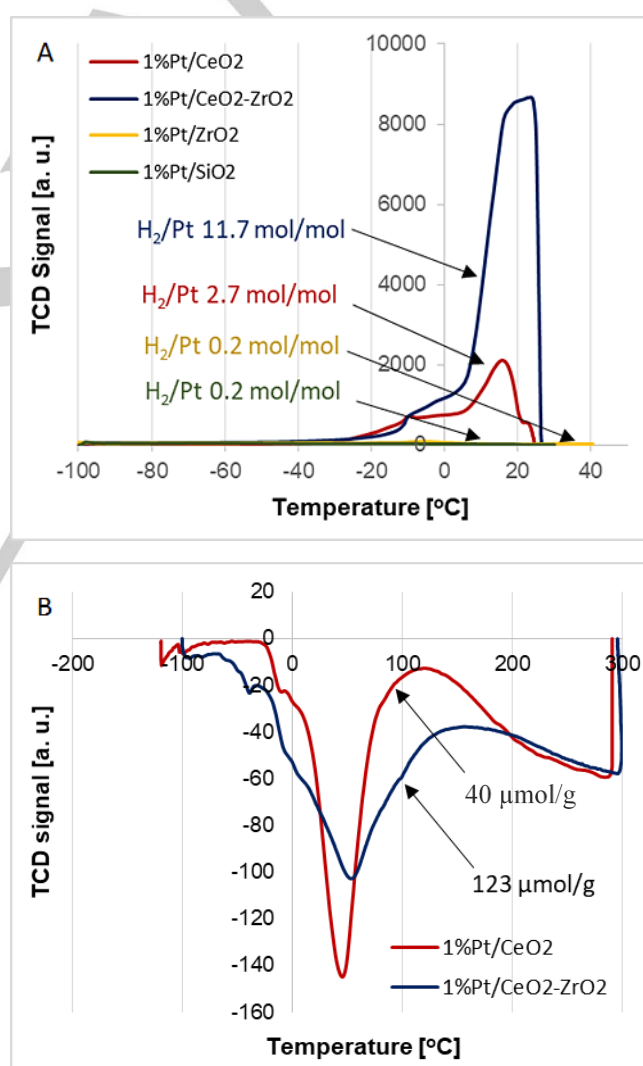 A
1%Pt/CeO2
1%Pt/CeO2-ZrO2
1%Pt/ZrO2
1%Pt/SiO2
10000
8000
6000
4000
2000
0
TCD Signal [a. u.]
H₂/Pt 11.7 mol/mol
H₂/Pt 2.7 mol/mol
H₂/Pt 0.2 mol/mol
H₂/Pt 0.2 mol/mol
-100 -80 -60 -40 -20 0 20 40
Temperature [°C]
B
20
0
-200 -100 0 100 200 300
-20
-40
-60
-80
-100
-120
-140
-160
TCD signal [a. u.]
40 µmol/g
123 µmol/g
1%Pt/CeO2
1%Pt/CeO2-ZrO2
Temperature [°C]